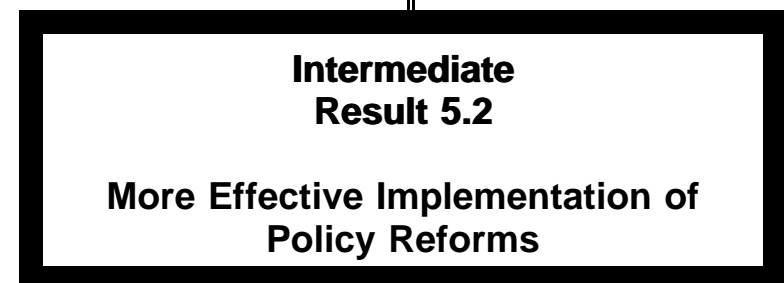 Intermediate
Result 5.2
More Effective Implementation of
Policy Reforms